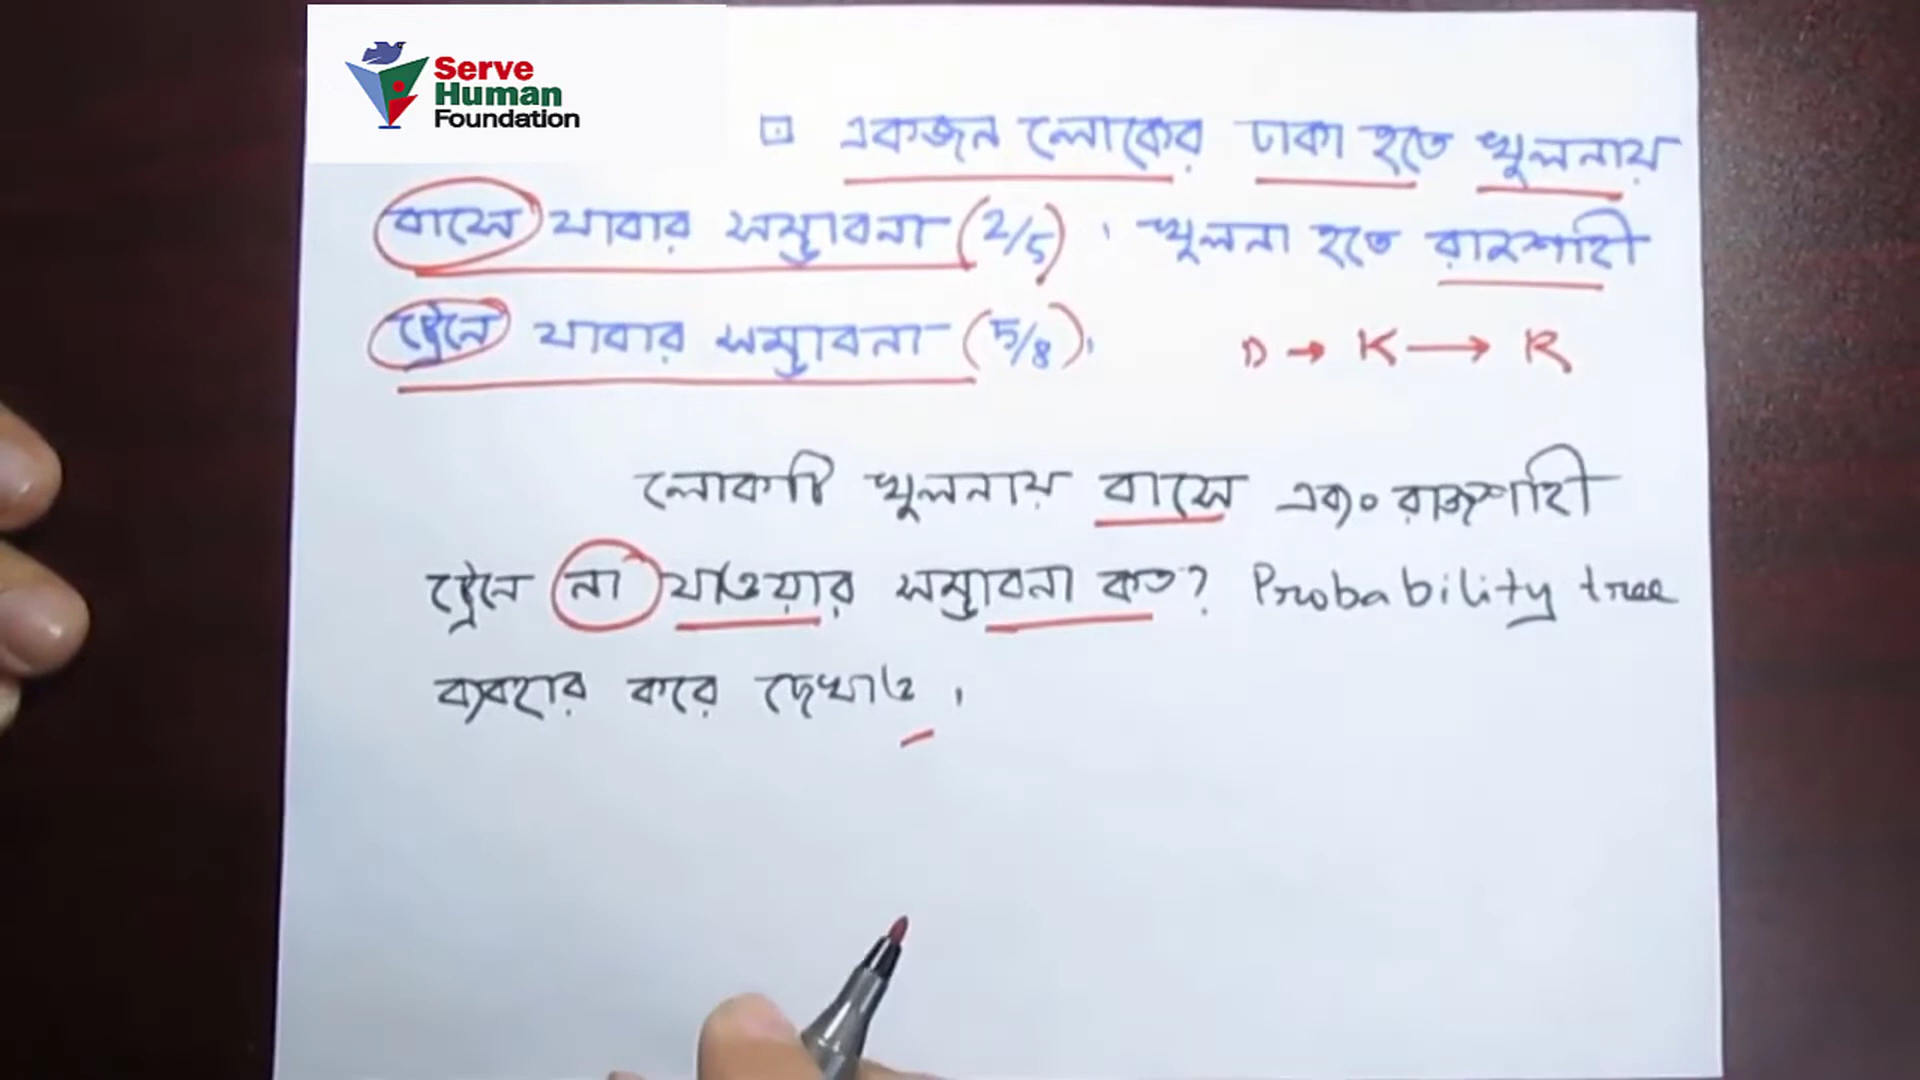 Serve
Human
Foundation
একজন লোকের ঢাকা হতে খুলনায়
বাসে যাবার সম্ভাবনা (2/5)। খুলনা হতে রাজশাহী
ট্রেনে যাবার সম্ভাবনা (5/8)।
D → K → R
লোকটি খুলনায় বাসে এবং রাজশাহী
ট্রেনে না যাওয়ার সম্ভাবনা কত? Probability tree
ব্যবহার করে দেখাও।